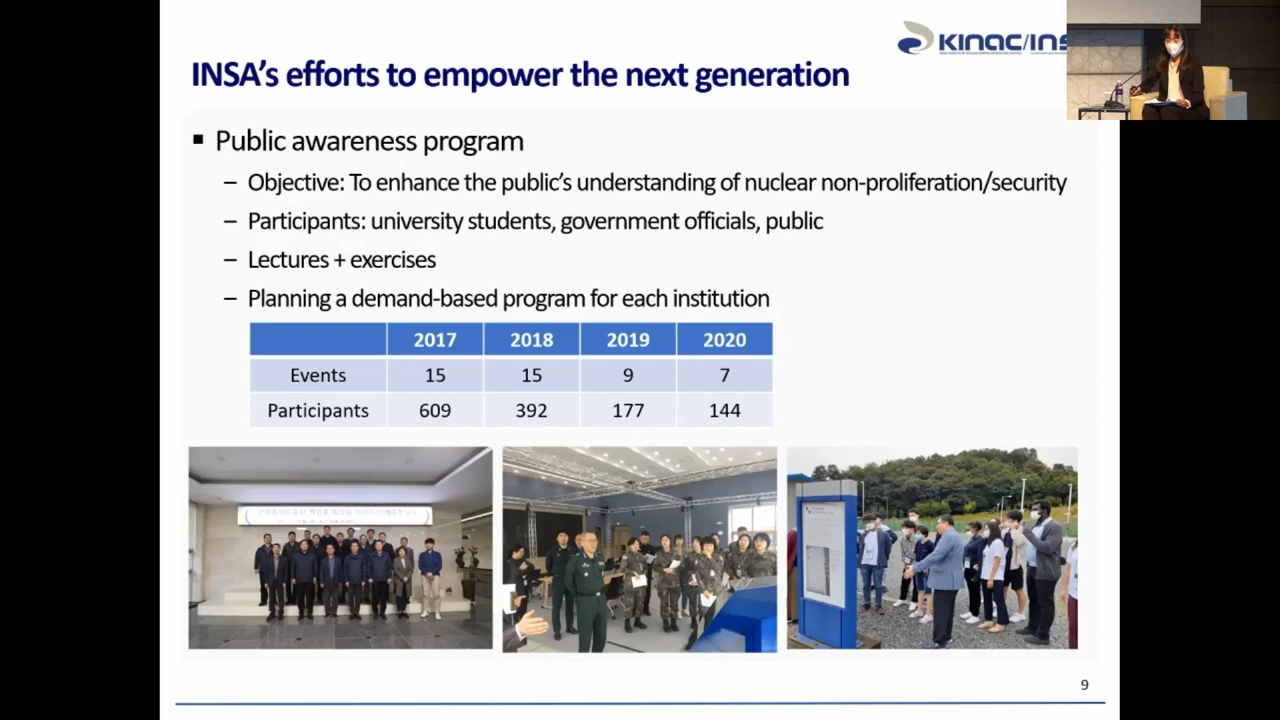 KINAC/INS
INSA's efforts to empower the next generation
▪ Public awareness program
– Objective: To enhance the public's understanding of nuclear non-proliferation/security
– Participants: university students, government officials, public
– Lectures + exercises
– Planning a demand-based program for each institution
2017 2018 2019 2020
Events 15 15 9 7
Participants 609 392 177 144
9